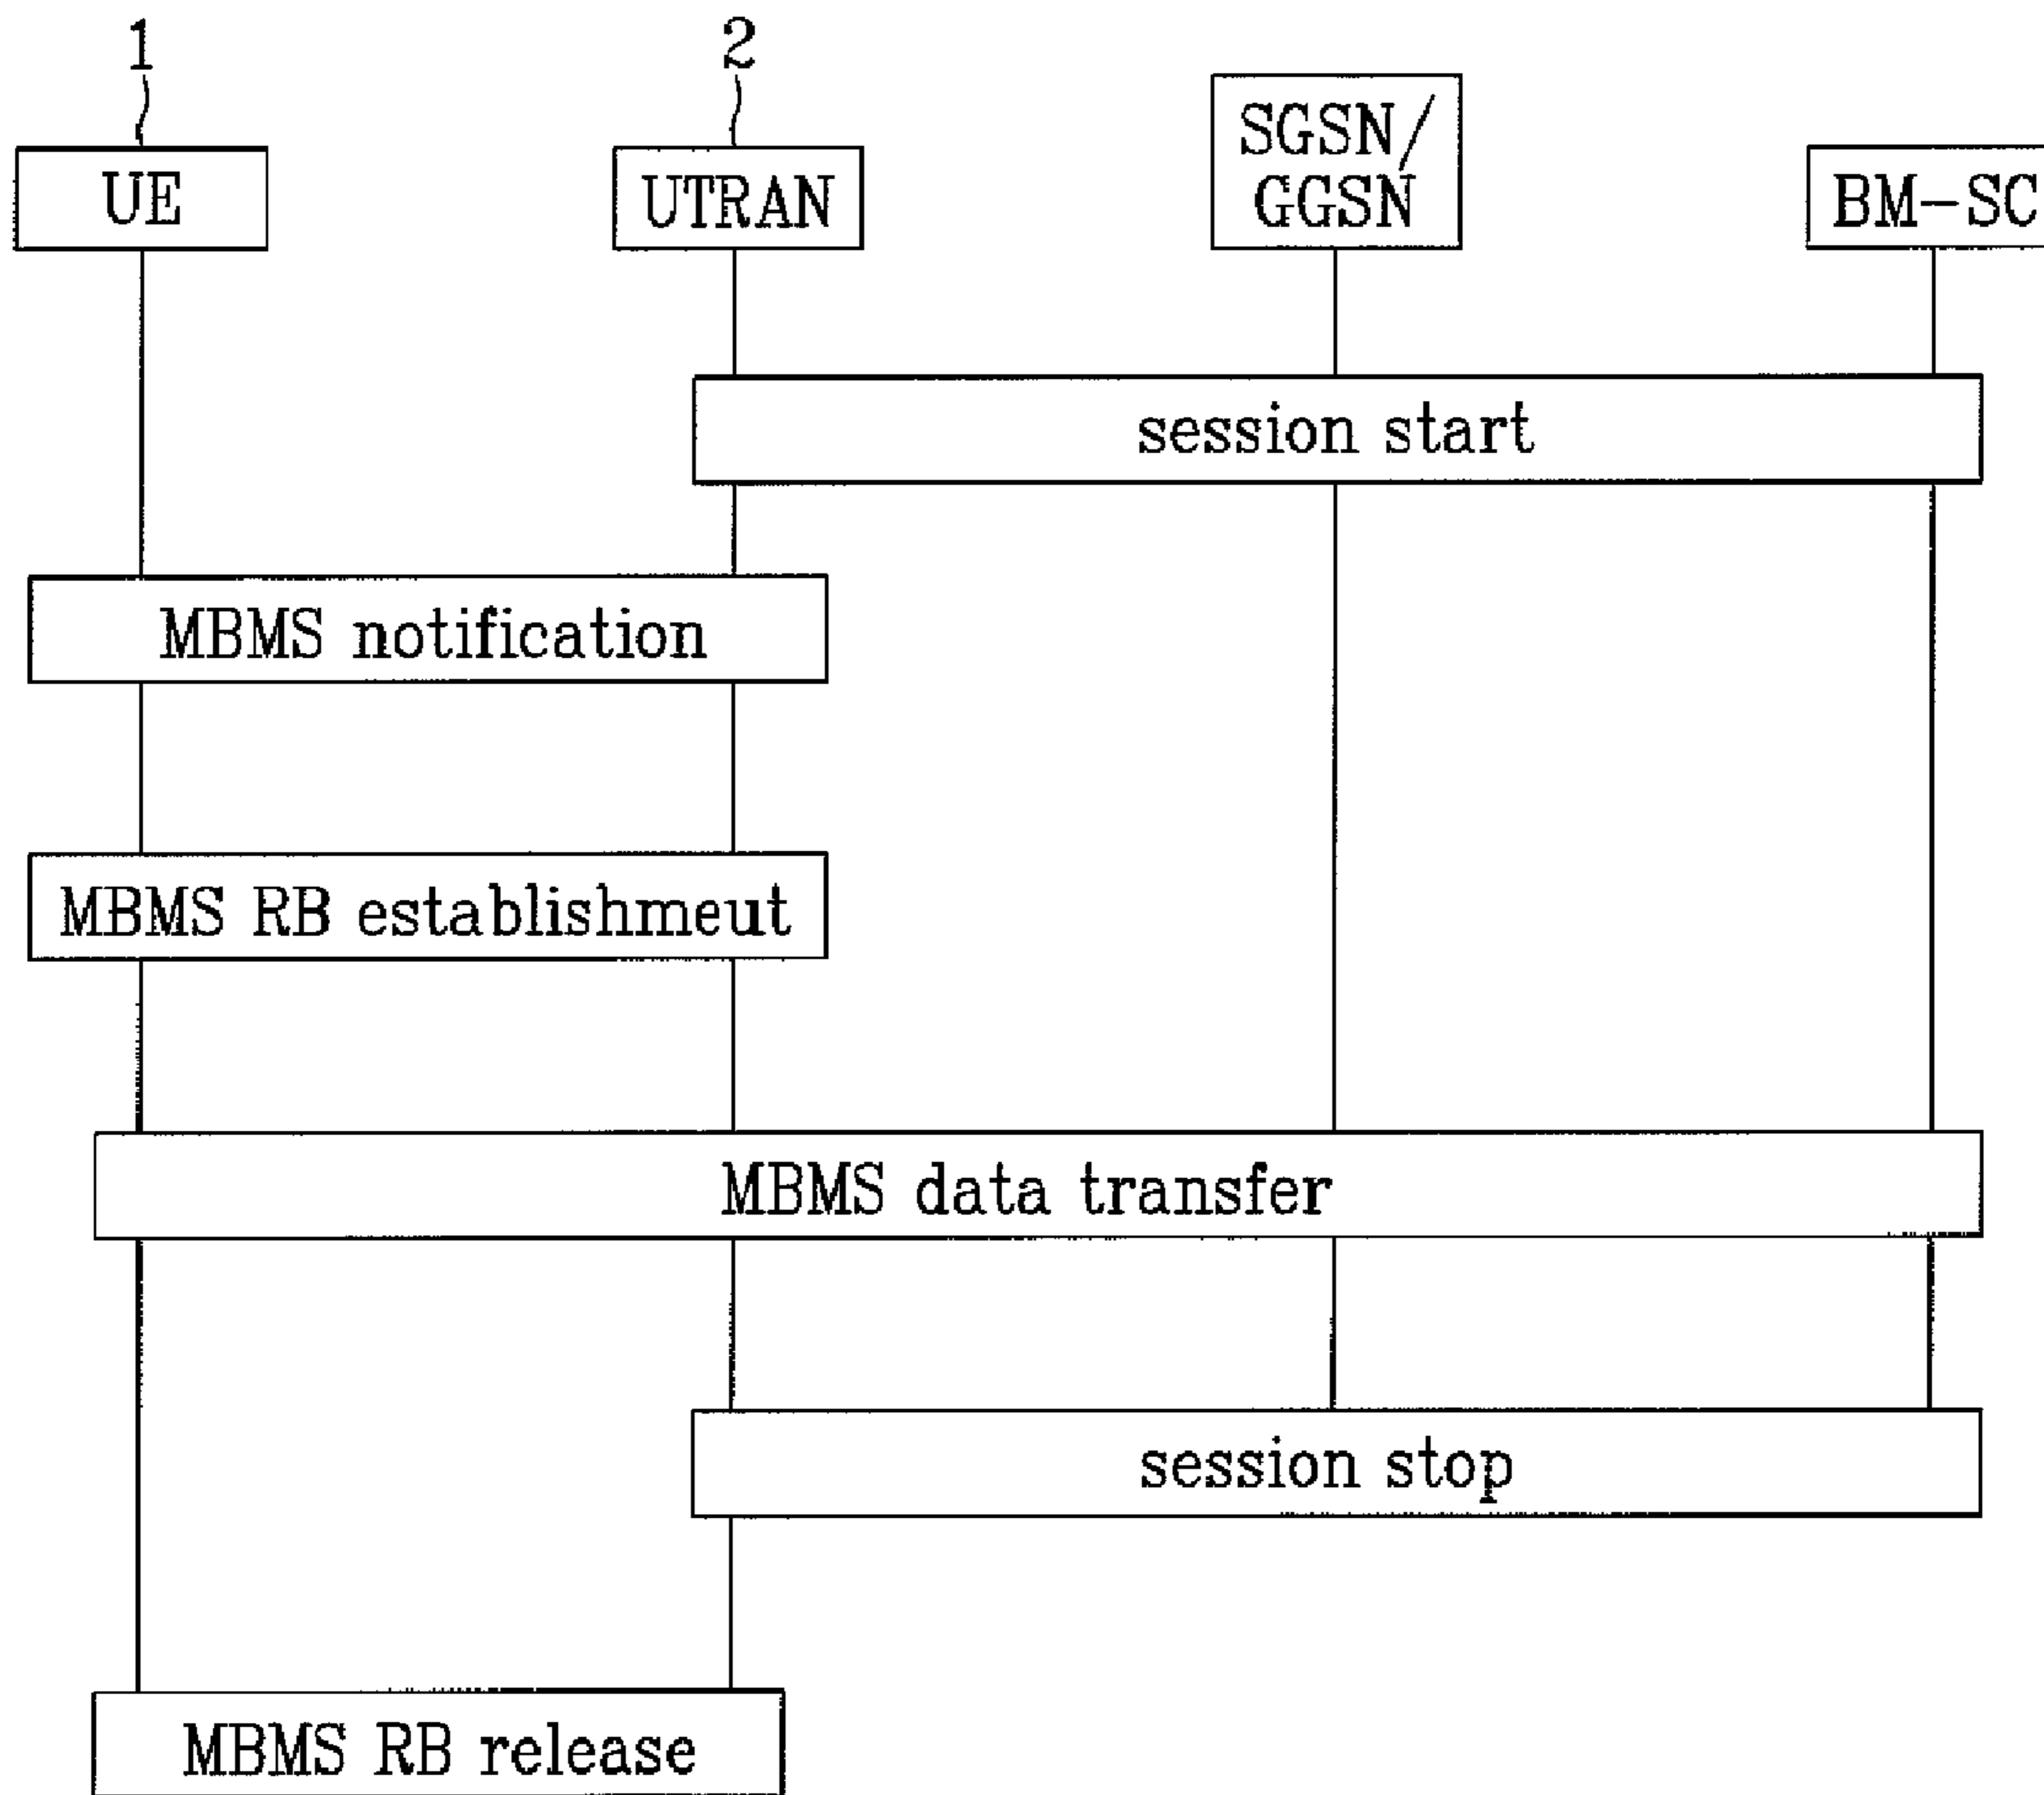 1
2
UE
UTRAN
SGSN/
GGSN
BM-SC
session start
MBMS notification
MBMS RB establishmeut
MBMS data transfer
session stop
MBMS RB release